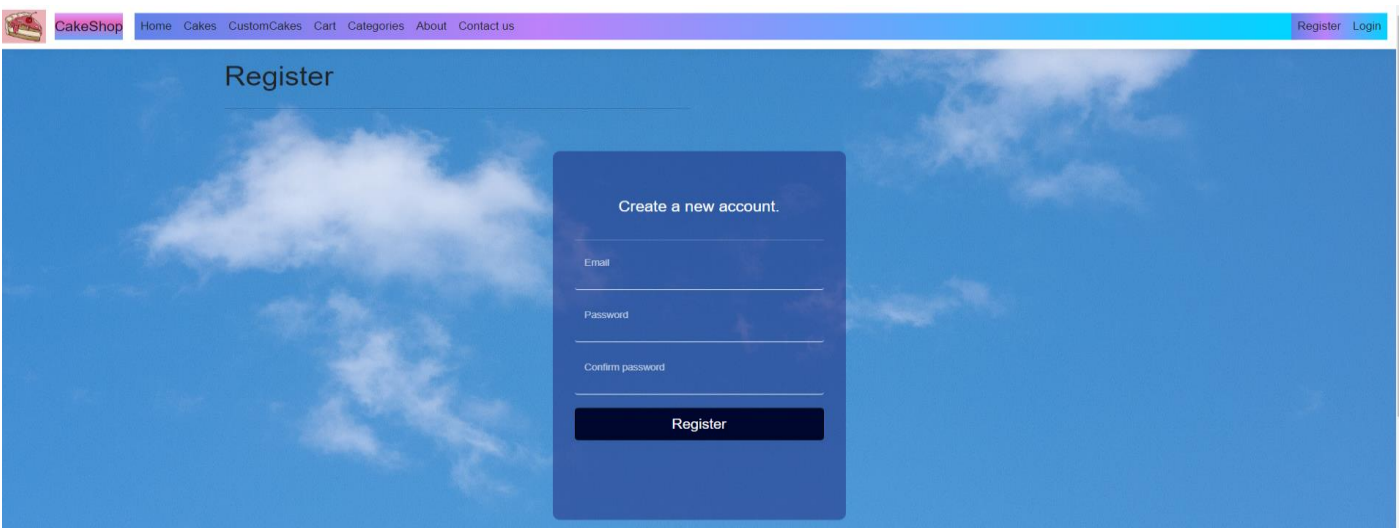 CakeShop Home Cakes CustomCakes Cart Categories About Contact us Register Login
Register
Create a new account.
Email
Password
Confirm password
Register